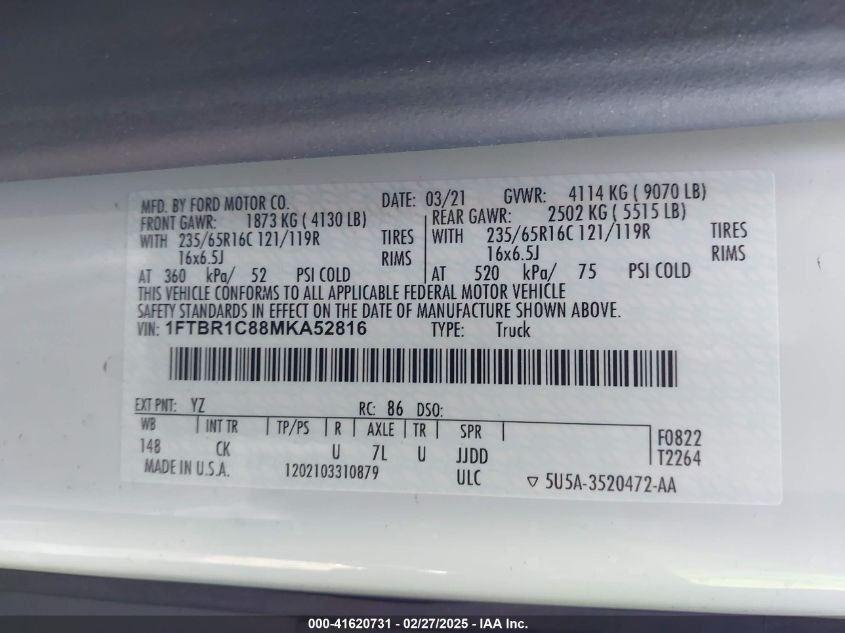 MFD. BY FORD MOTOR CO. DATE: 03/21 GVWR: 4114 KG ( 9070 LB)
FRONT GAWR: 1873 KG ( 4130 LB) REAR GAWR: 2502 KG ( 5515 LB)
WITH 235/65R16C 121/119R TIRES WITH 235/65R16C 121/119R TIRES
16x6.5J RIMS 16x6.5J RIMS
AT 360 kPa/ 52 PSI COLD AT 520 kPa/ 75 PSI COLD
THIS VEHICLE CONFORMS TO ALL APPLICABLE FEDERAL MOTOR VEHICLE
SAFETY STANDARDS IN EFFECT ON THE DATE OF MANUFACTURE SHOWN ABOVE.
VIN: 1FTBR1C88MKA52816 TYPE: Truck
EXT PNT: YZ RC: 86 DSO:
WB INT TR TP/PS R AXLE TR SPR F0822
148 CK U 7L U JJDD T2264
MADE IN U.S.A. 1202103310879 ULC ▽ 5U5A-3520472-AA
000-41620731 - 02/27/2025 - IAA Inc.